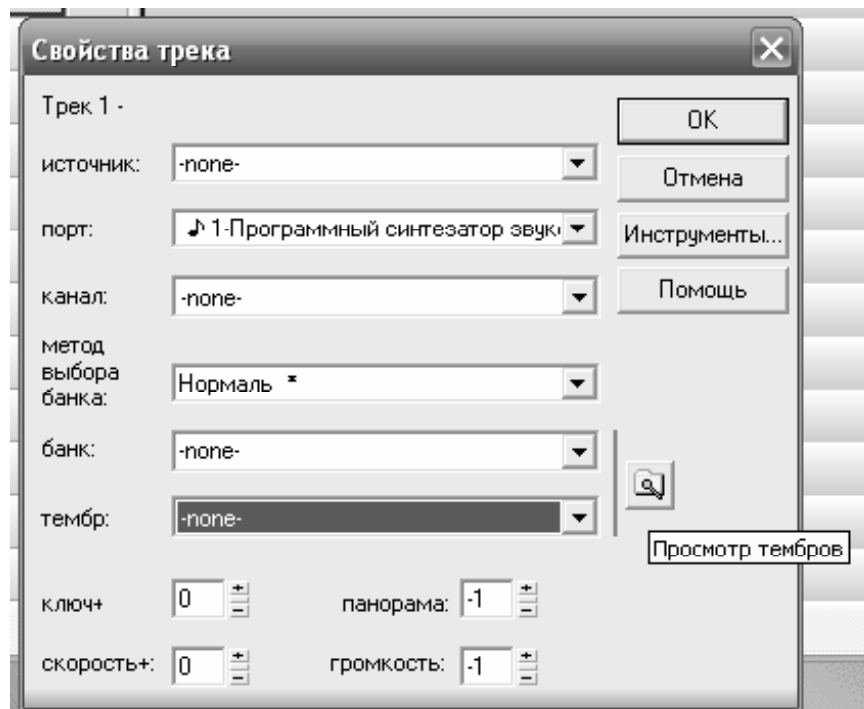 Свойства трека
Трек 1 -
OK
источник: -none-
Отмена
порт: 1-Программный синтезатор звук
Инструменты...
канал: -none-
Помощь
метод
выбора
банка: Нормаль *
банк: -none-
тембр: -none-
Просмотр тембров
ключ+ 0 панорама: -1
скорость+: 0 громкость: -1